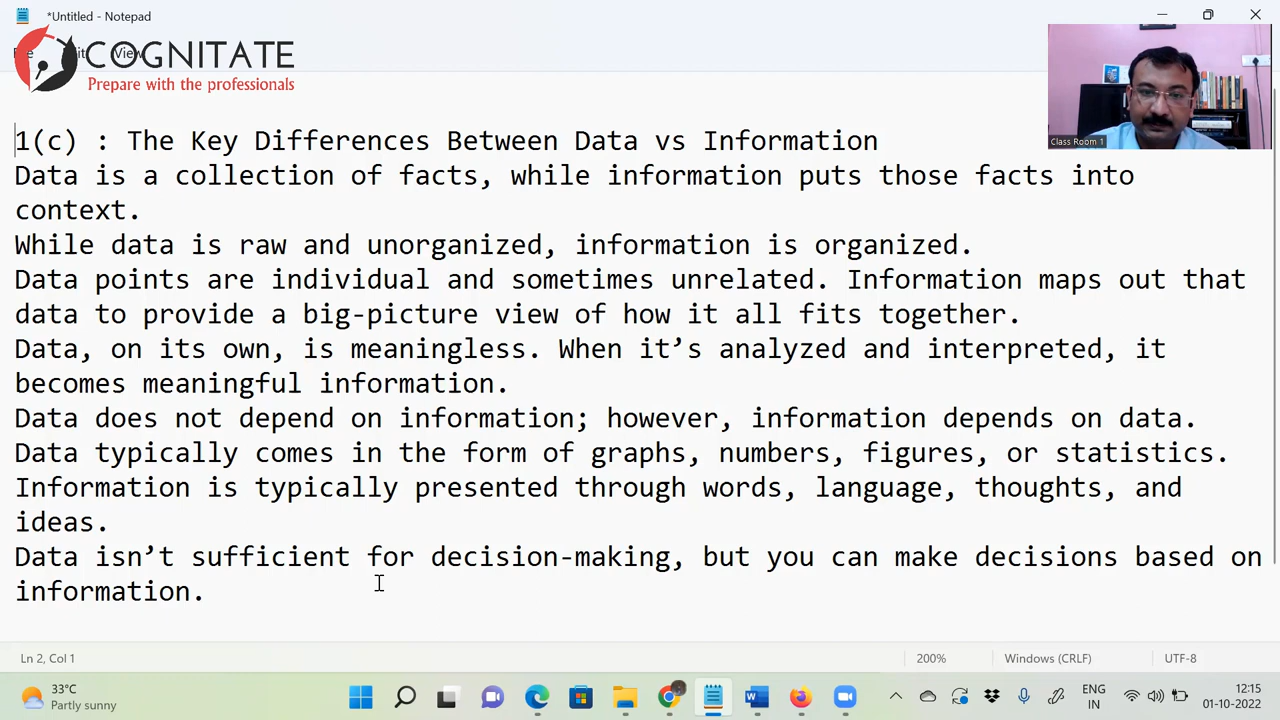 *Untitled - Notepad
COGNITATE
Prepare with the professionals
View
Class Room 1
1(c) : The Key Differences Between Data vs Information
Data is a collection of facts, while information puts those facts into
context.
While data is raw and unorganized, information is organized.
Data points are individual and sometimes unrelated. Information maps out that
data to provide a big-picture view of how it all fits together.
Data, on its own, is meaningless. When it’s analyzed and interpreted, it
becomes meaningful information.
Data does not depend on information; however, information depends on data.
Data typically comes in the form of graphs, numbers, figures, or statistics.
Information is typically presented through words, language, thoughts, and
ideas.
Data isn’t sufficient for decision-making, but you can make decisions based on
information.
Ln 2, Col 1
200%
Windows (CRLF)
UTF-8
33°C
Partly sunny
ENG
IN
12:15
01-10-2022